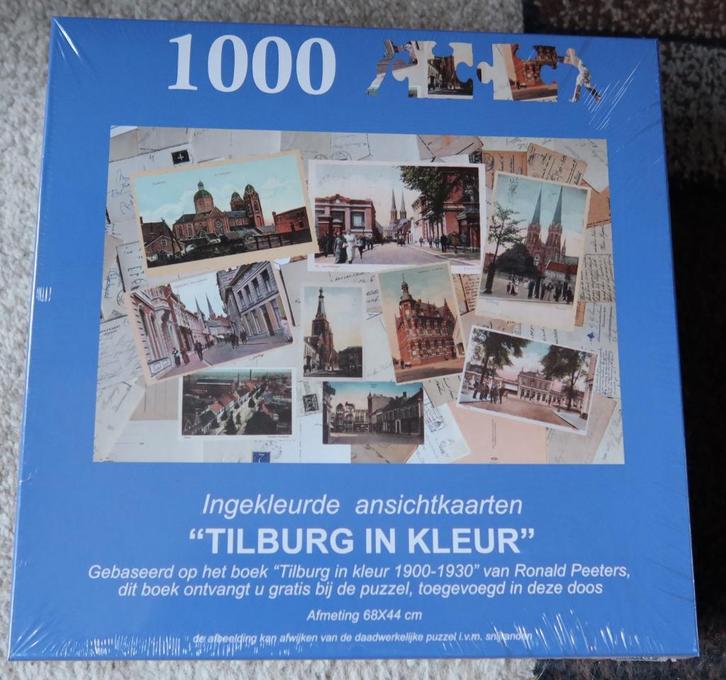 1000
Ingekleurde ansichtkaarten
“TILBURG IN KLEUR”
Gebaseerd op het boek “Tilburg in kleur 1900-1930” van Ronald Peeters,
dit boek ontvangt u gratis bij de puzzel, toegevoegd in deze doos
Afmeting 68X44 cm
de afbeelding kan afwijken van de daadwerkelijke puzzel i.v.m. snijranden